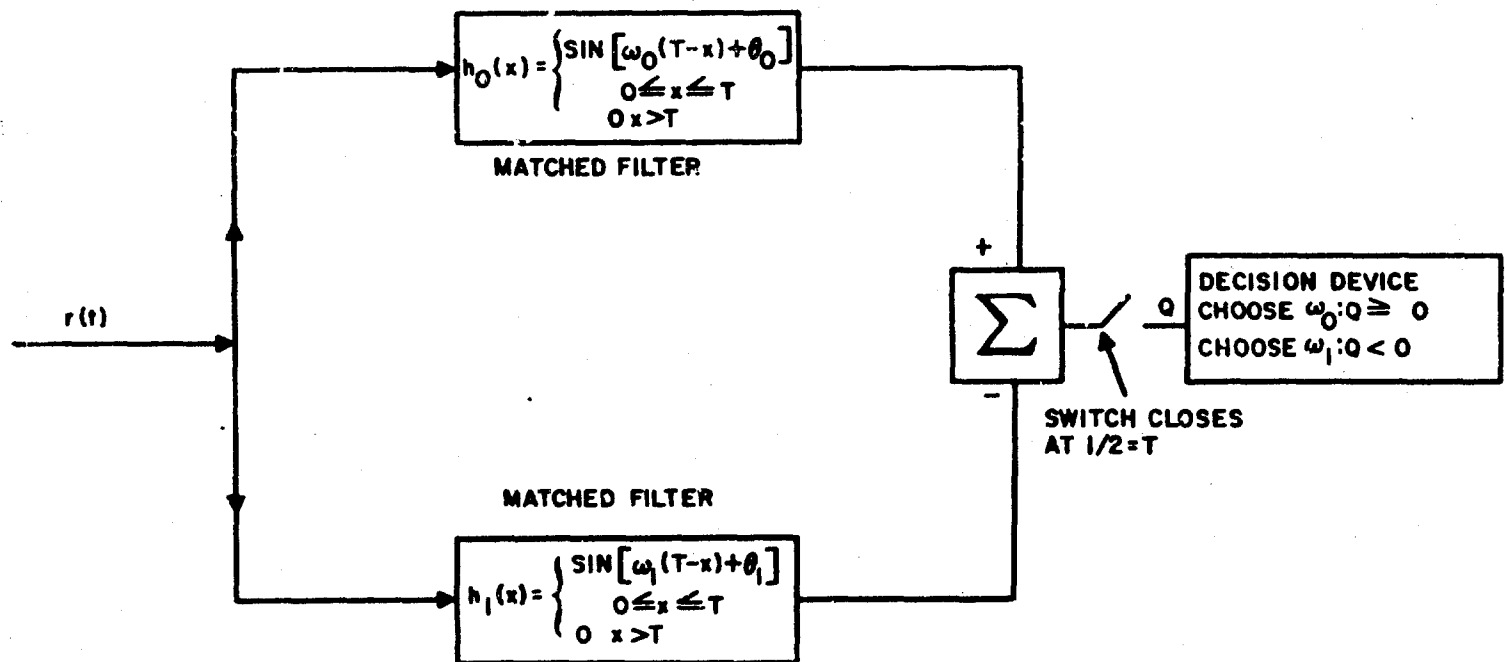 h₀(x) = { SIN [ω₀(T-x)+θ₀]
0 ≦ x ≦ T
0 x >T
MATCHED FILTER
r(t)
+
Σ
-
Q
DECISION DEVICE
CHOOSE ω₀:Q ≧ 0
CHOOSE ω₁:Q < 0
SWITCH CLOSES
AT 1/2=T
MATCHED FILTER
h₁(x) = { SIN [ω₁(T-x)+θ₁]
0 ≦ x ≦ T
0 x >T